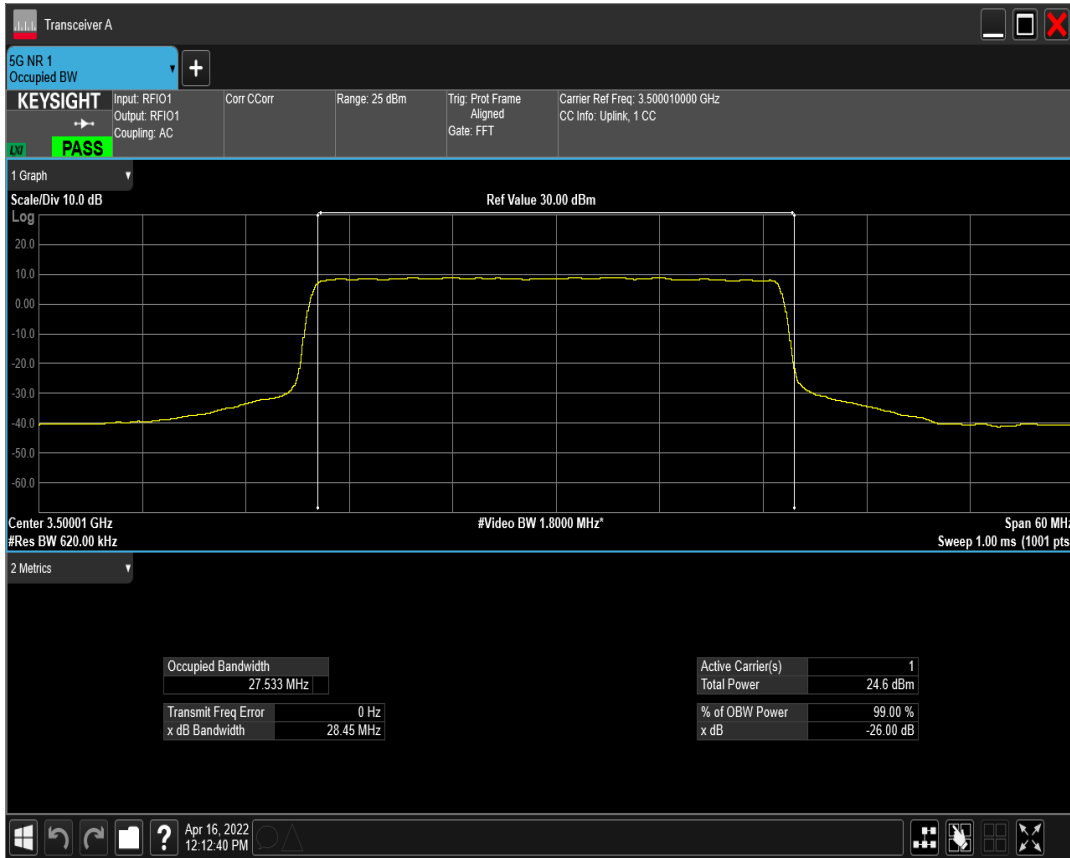 Transceiver A
5G NR 1
Occupied BW
+
KEYSIGHT
Input: RFIO1
Output: RFIO1
Coupling: AC
Corr CCorr
Range: 25 dBm
Trig: Prot Frame
Aligned
Gate: FFT
Carrier Ref Freq: 3.500010000 GHz
CC Info: Uplink, 1 CC
LXI
PASS
1 Graph
Scale/Div 10.0 dB
Ref Value 30.00 dBm
Log
20.0
10.0
0.00
-10.0
-20.0
-30.0
-40.0
-50.0
-60.0
Center 3.50001 GHz
#Video BW 1.8000 MHz*
Span 60 MHz
#Res BW 620.00 kHz
Sweep 1.00 ms (1001 pts
2 Metrics
Occupied Bandwidth
27.533 MHz
Transmit Freq Error 0 Hz
x dB Bandwidth 28.45 MHz
Active Carrier(s) 1
Total Power 24.6 dBm
% of OBW Power 99.00 %
x dB -26.00 dB
?
Apr 16, 2022
12:12:40 PM